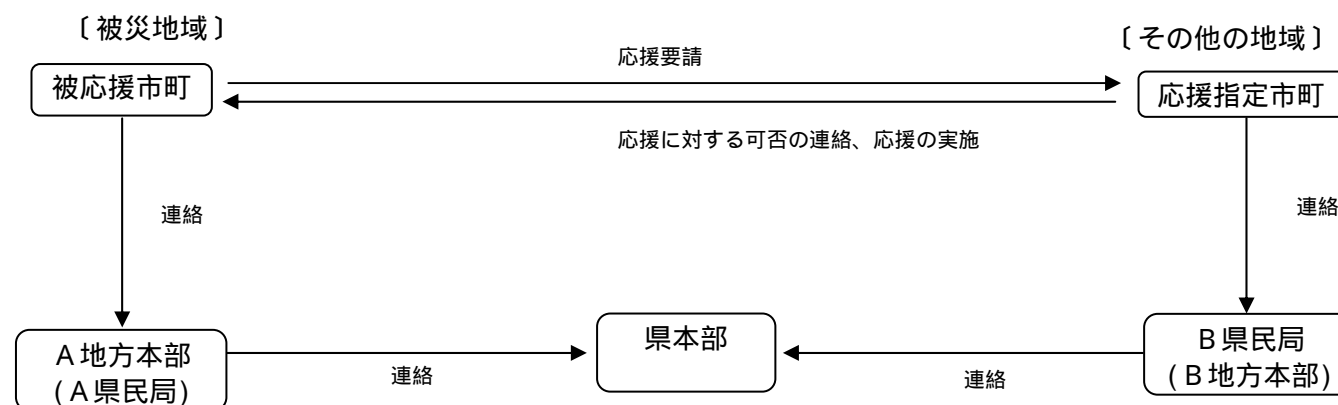 〔被災地域〕
〔その他の地域〕
応援要請
被応援市町
応援指定市町
応援に対する可否の連絡、応援の実施
連絡
連絡
県本部
A地方本部
(A県民局)
B県民局
(B地方本部)
連絡
連絡